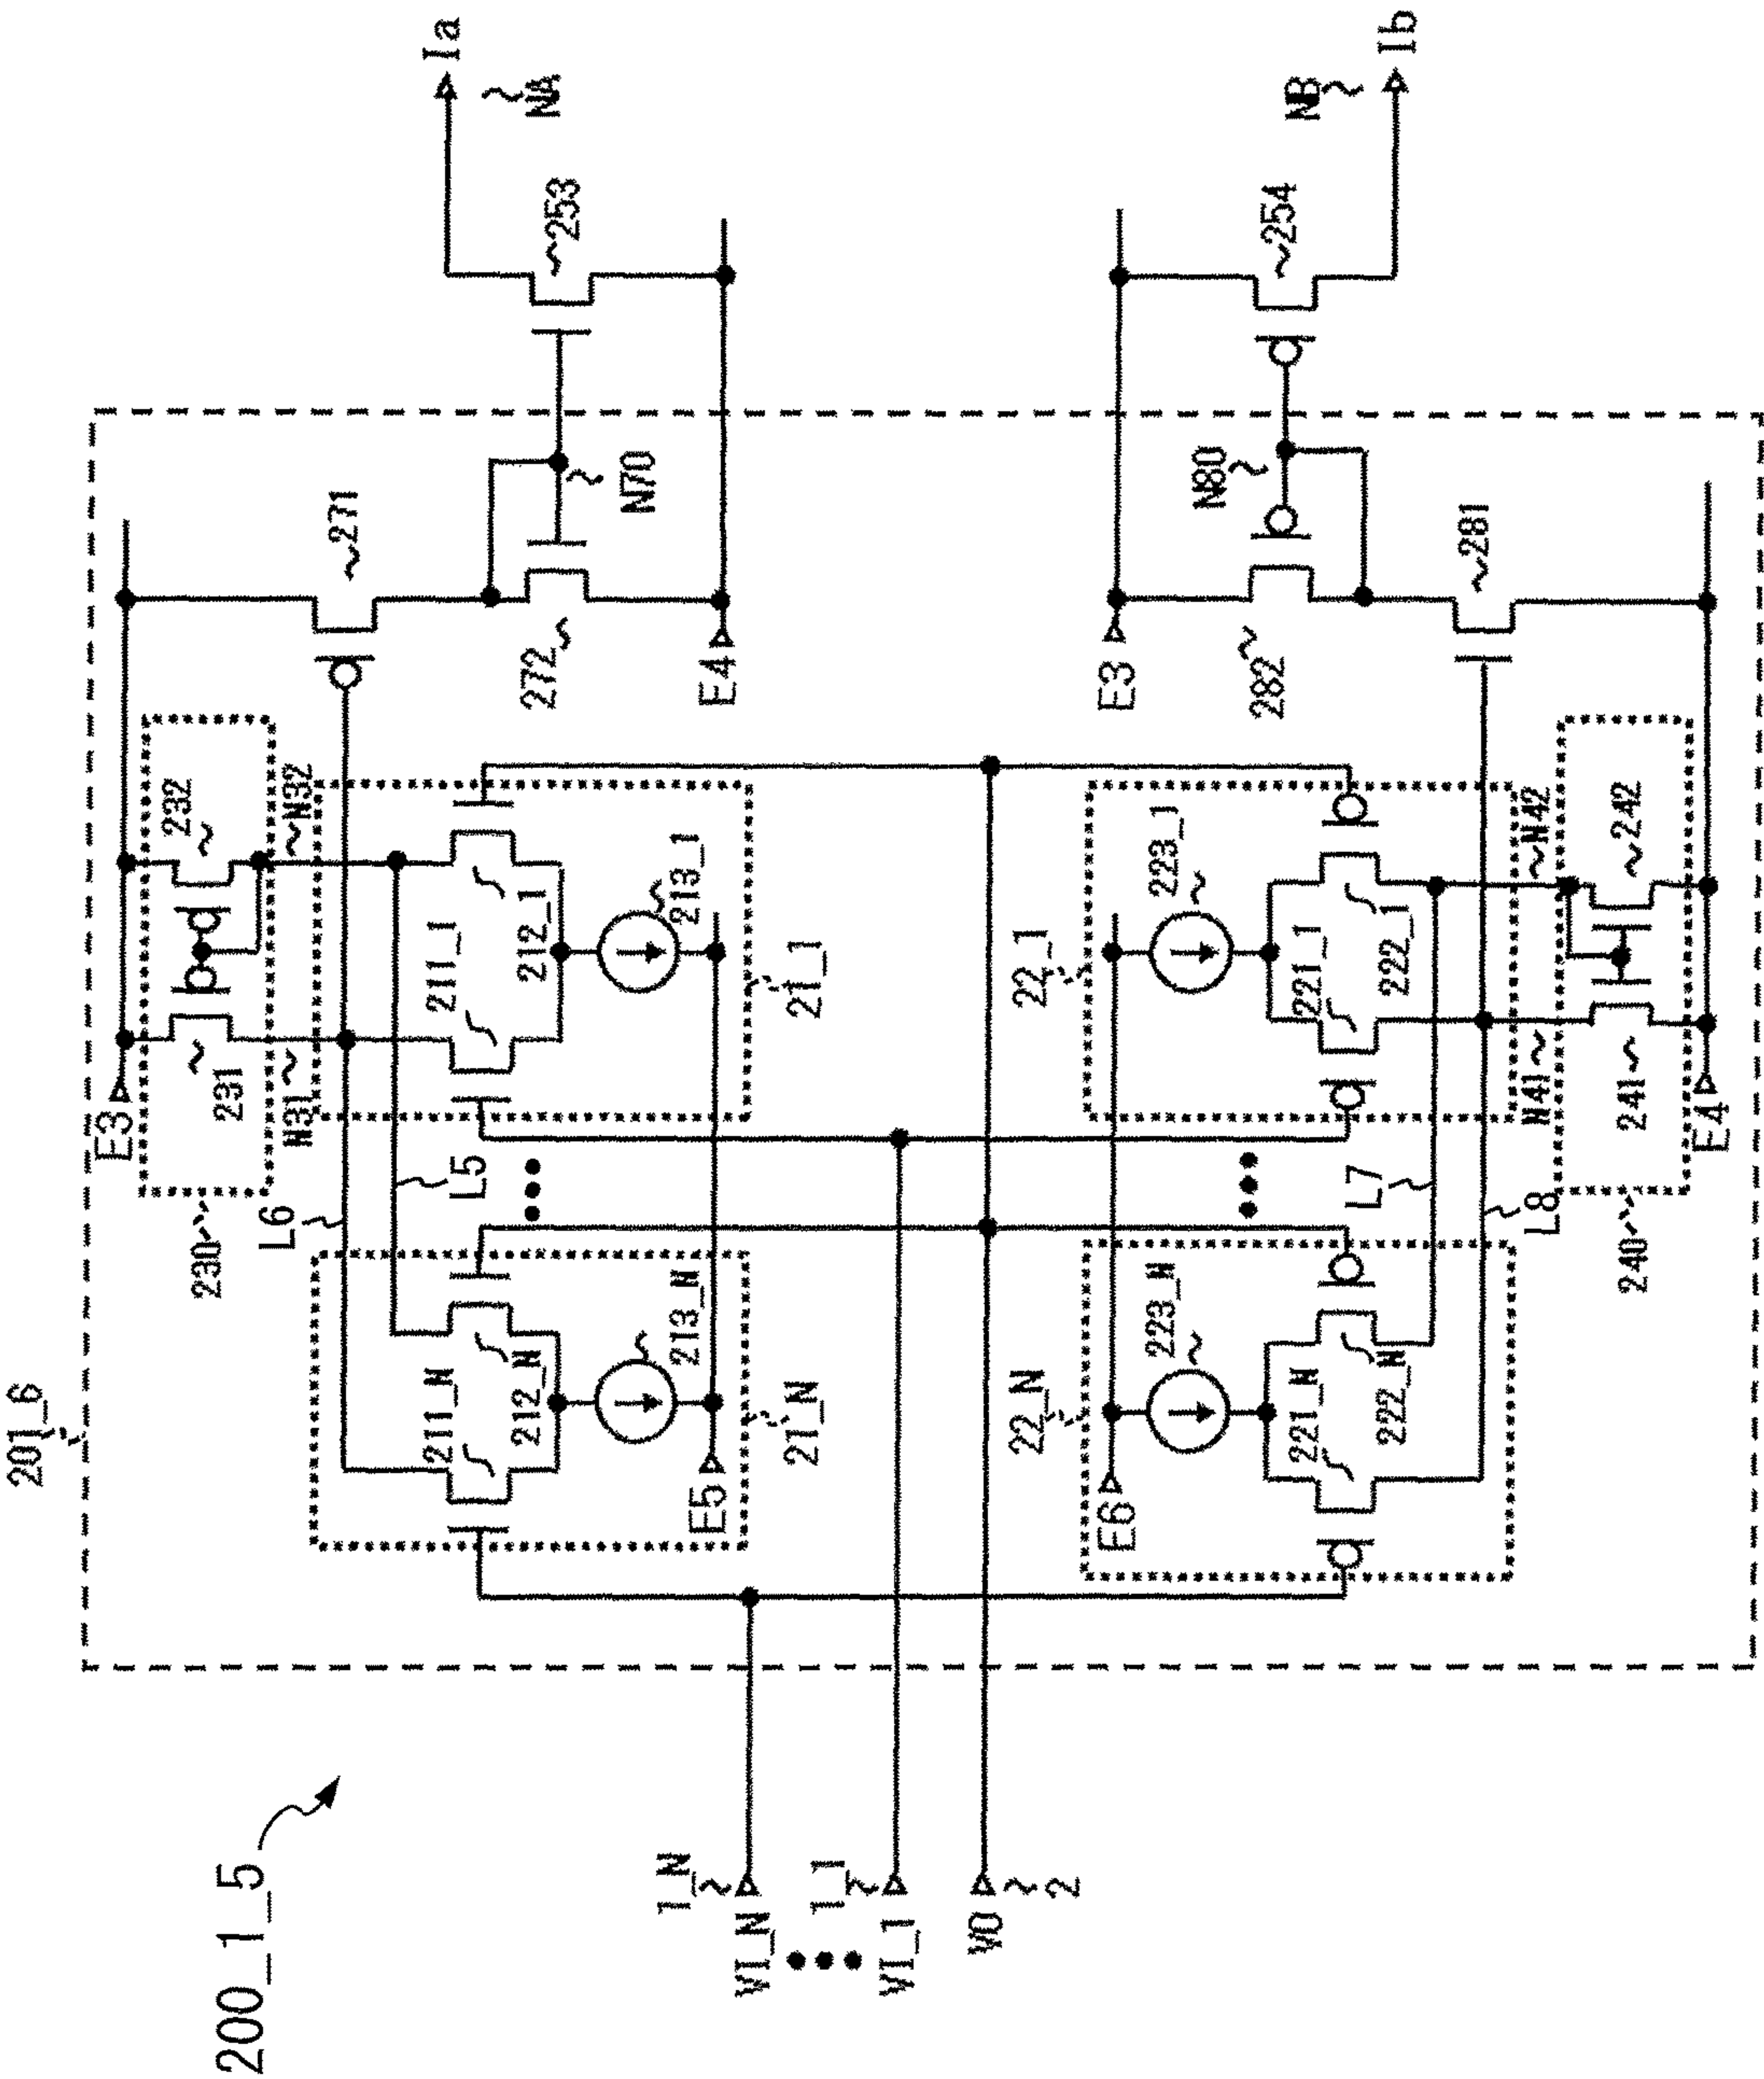 200_1_5
201_6
E3
230
231
232
N31
N32
L6
271
Ia
NA
211_N
211_1
L5
212_N
212_1
272
N70
253
213_N
213_1
E5
E4
21_N
21_1
1_N
VI_N
1_1
VI_1
VO
2
22_N
22_1
E6
E3
223_N
223_1
N80
NB
221_N
221_1
282
254
L7
222_N
222_1
Ib
281
L8
N41
N42
240
241
242
E4